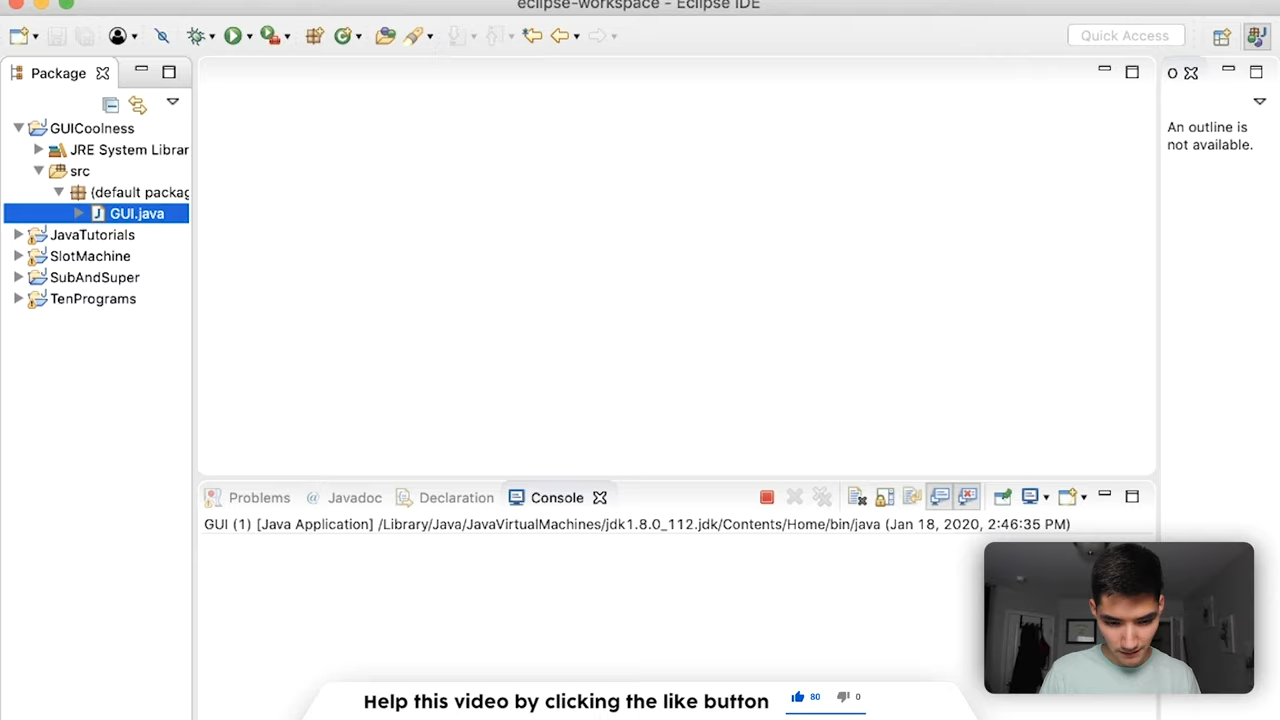 eclipse-workspace - Eclipse IDE
Quick Access
Package
GUICoolness
JRE System Librar
src
(default packag
GUI.java
JavaTutorials
SlotMachine
SubAndSuper
TenPrograms
O
An outline is
not available.
Problems @ Javadoc Declaration Console
GUI (1) [Java Application] /Library/Java/JavaVirtualMachines/jdk1.8.0_112.jdk/Contents/Home/bin/java (Jan 18, 2020, 2:46:35 PM)
Help this video by clicking the like button 80 0